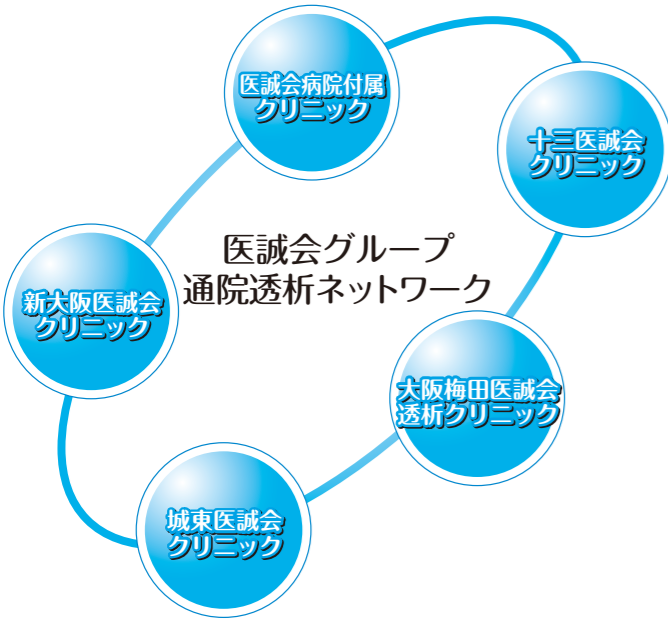 医誠会病院付属
クリニック
十三医誠会
クリニック
医誠会グループ
通院透析ネットワーク
新大阪医誠会
クリニック
大阪梅田医誠会
透析クリニック
城東医誠会
クリニック